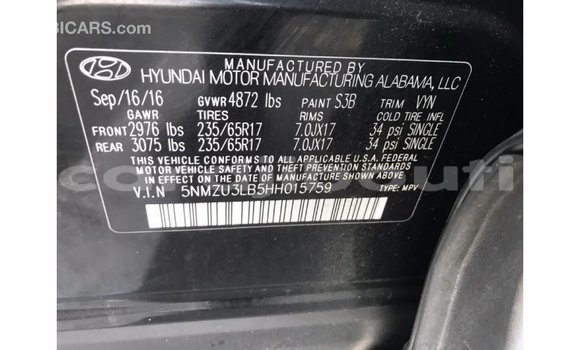 BICARS.COM
MANUFACTURED BY
HYUNDAI MOTOR MANUFACTURING ALABAMA, LLC
Sep/16/16 GVWR 4872 lbs PAINT S3B TRIM VYN
GAWR TIRES RIMS COLD TIRE INFL
FRONT 2976 lbs 235/65R17 7.0JX17 34 psi SINGLE
REAR 3075 lbs 235/65R17 7.0JX17 34 psi SINGLE
THIS VEHICLE CONFORMS TO ALL APPLICABLE U.S.A. FEDERAL
MOTOR VEHICLE SAFETY AND THEFT PREVENTION
STANDARDS IN EFFECT ON THE DATE OF MANUFACTURE SHOWN ABOVE
V.I.N 5NMZU3LB5HH015759 TYPE: MPV